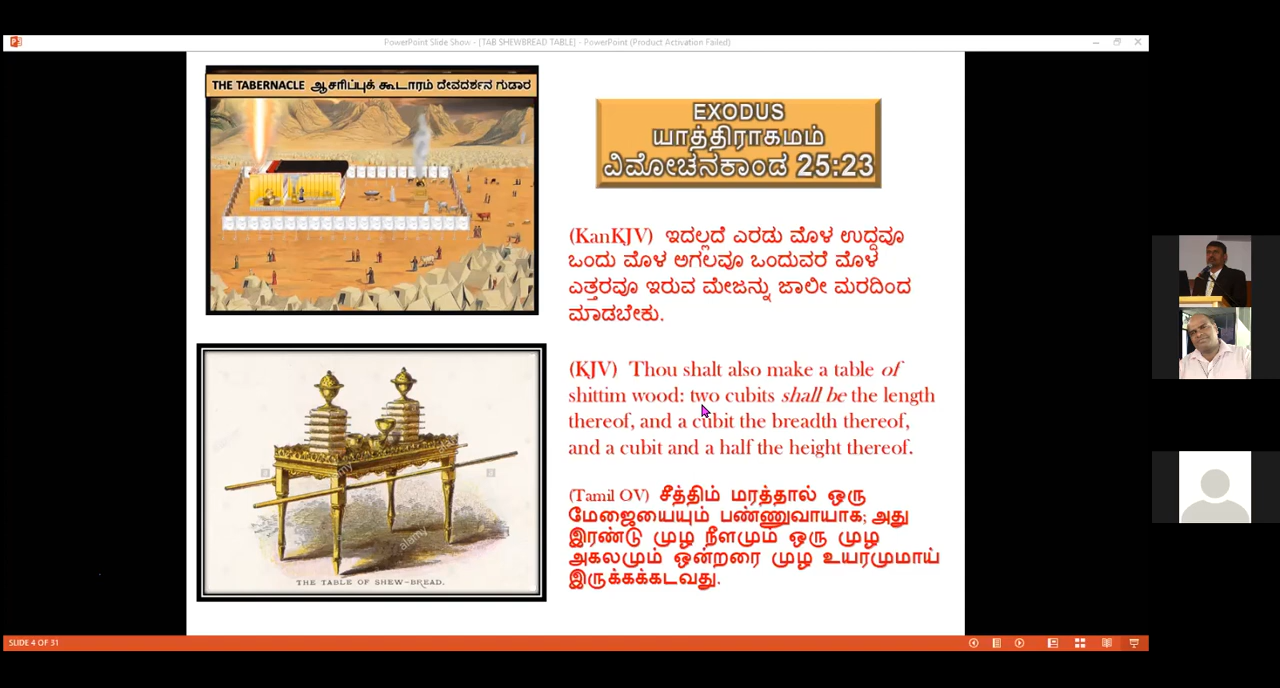 PowerPoint Slide Show - [TAB SHEWBREAD TABLE] - PowerPoint (Product Activation Failed)
THE TABERNACLE ஆசரிப்புக் கூடாரம் ದೇವದರ್ಶನ ಗುಡಾರ
EXODUS
யாத்திராகமம்
ವಿಮೋಚನಕಾಂಡ 25:23
(KanKJV) ಇದಲ್ಲದೆ ಎರಡು ಮೊಳ ಉದ್ದವೂ
ಒಂದು ಮೊಳ ಅಗಲವೂ ಒಂದುವರೆ ಮೊಳ
ಎತ್ತರವೂ ಇರುವ ಮೇಜನ್ನು ಜಾಲೀ ಮರದಿಂದ
ಮಾಡಬೇಕು.
(KJV) Thou shalt also make a table of
shittim wood: two cubits shall be the length
thereof, and a cubit the breadth thereof,
and a cubit and a half the height thereof.
(Tamil OV) சீத்திம் மரத்தால் ஒரு
மேஜையையும் பண்ணுவாயாக; அது
இரண்டு முழ நீளமும் ஒரு முழ
அகலமும் ஒன்றரை முழ உயரமுமாய்
இருக்கக்கடவது.
alamy
alamy
THE TABLE OF SHEW-BREAD.
SLIDE 4 OF 31